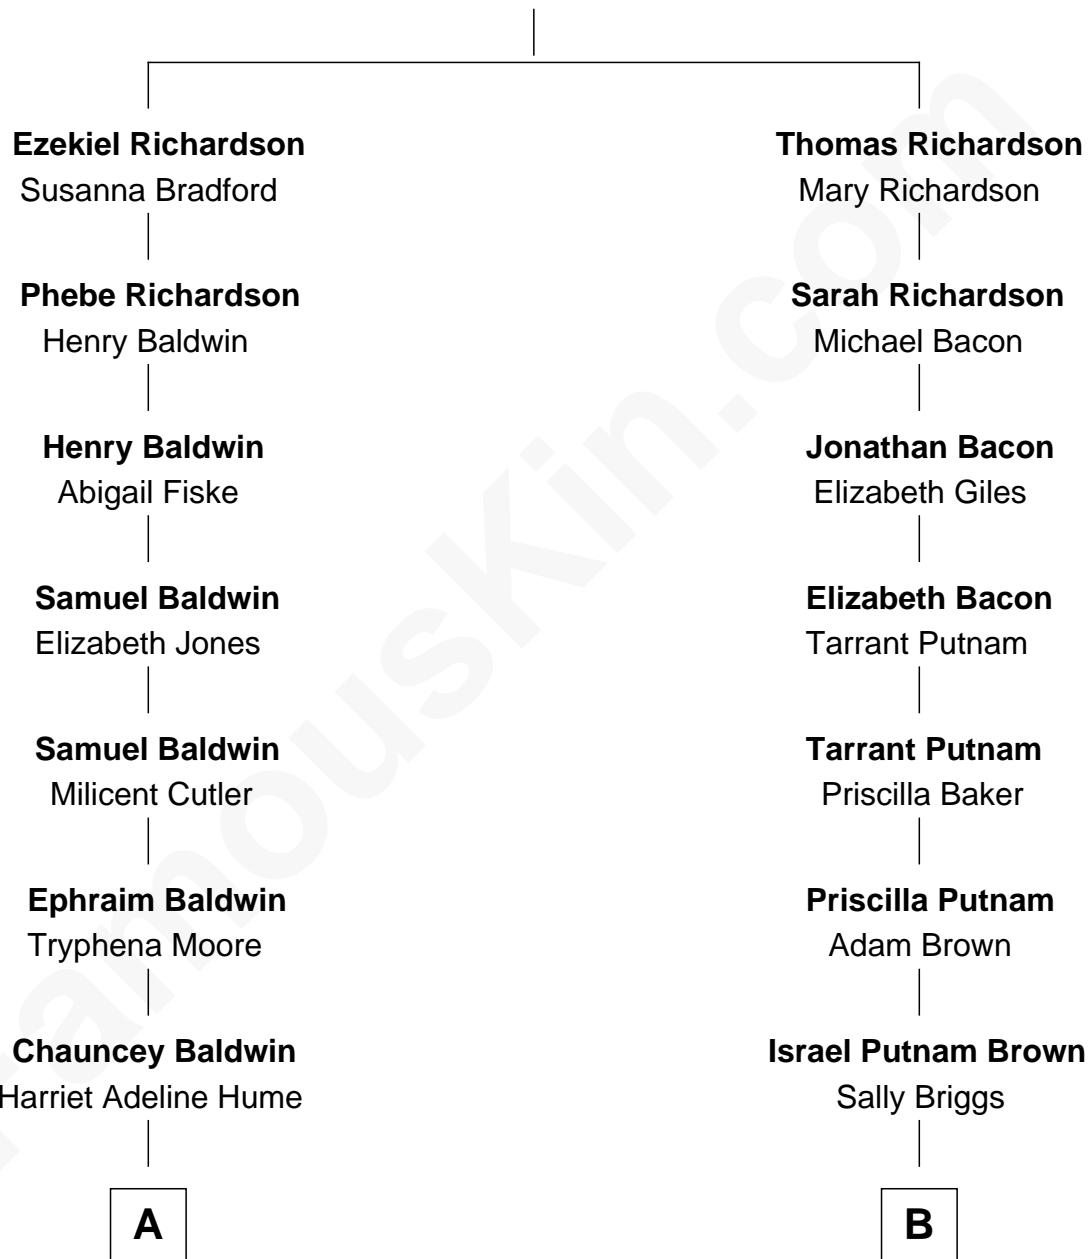 Ezekiel Richardson
Susanna Bradford
Phebe Richardson
Henry Baldwin
Henry Baldwin
Abigail Fiske
Samuel Baldwin
Elizabeth Jones
Samuel Baldwin
Milicent Cutler
Ephraim Baldwin
Tryphena Moore
Chauncey Baldwin
Harriet Adeline Hume
A
Thomas Richardson
Mary Richardson
Sarah Richardson
Michael Bacon
Jonathan Bacon
Elizabeth Giles
Elizabeth Bacon
Tarrant Putnam
Tarrant Putnam
Priscilla Baker
Priscilla Putnam
Adam Brown
Israel Putnam Brown
Sally Briggs
B
FamousKin.com